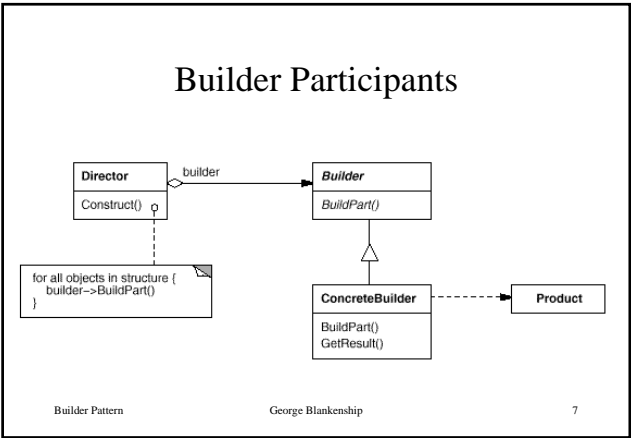 Builder Participants
Director
builder
Builder
Construct()
BuildPart()
for all objects in structure {
builder->BuildPart()
}
ConcreteBuilder
Product
BuildPart()
GetResult()
Builder Pattern
George Blankenship
7